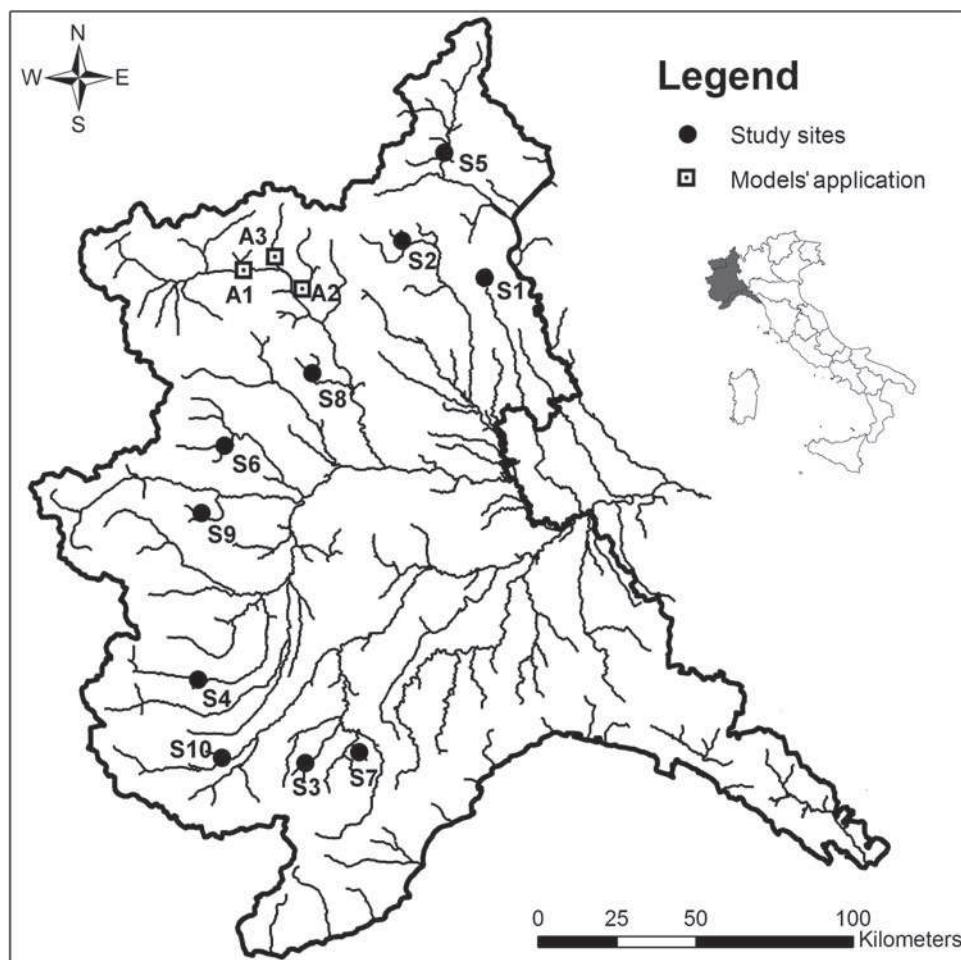 N
W E
S
Legend
Study sites
Models' application
S5
A3
S2
A1
A2
S1
S8
S6
S9
S4
S10
S3
S7
0 25 50 100
Kilometers